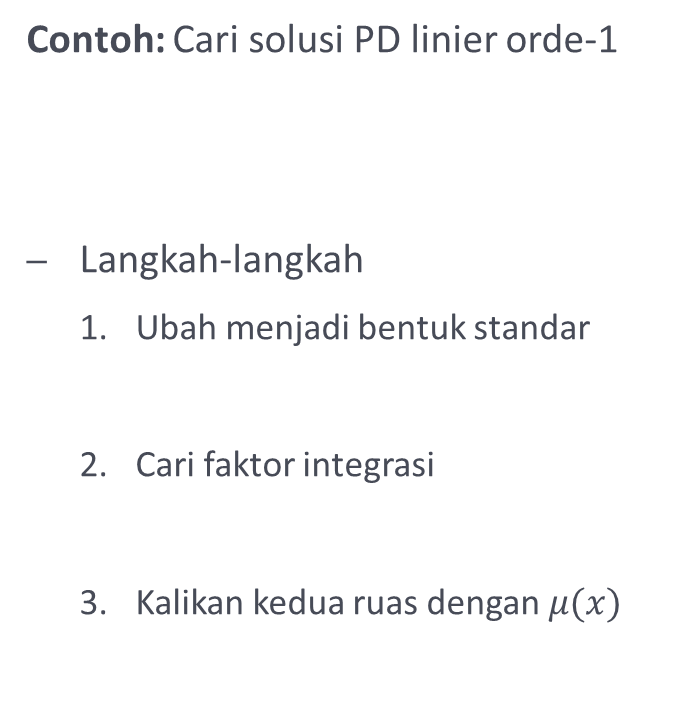 Contoh: Cari solusi PD linier orde-1
– Langkah-langkah
1. Ubah menjadi bentuk standar
2. Cari faktor integrasi
3. Kalikan kedua ruas dengan 𝜇(𝑥)